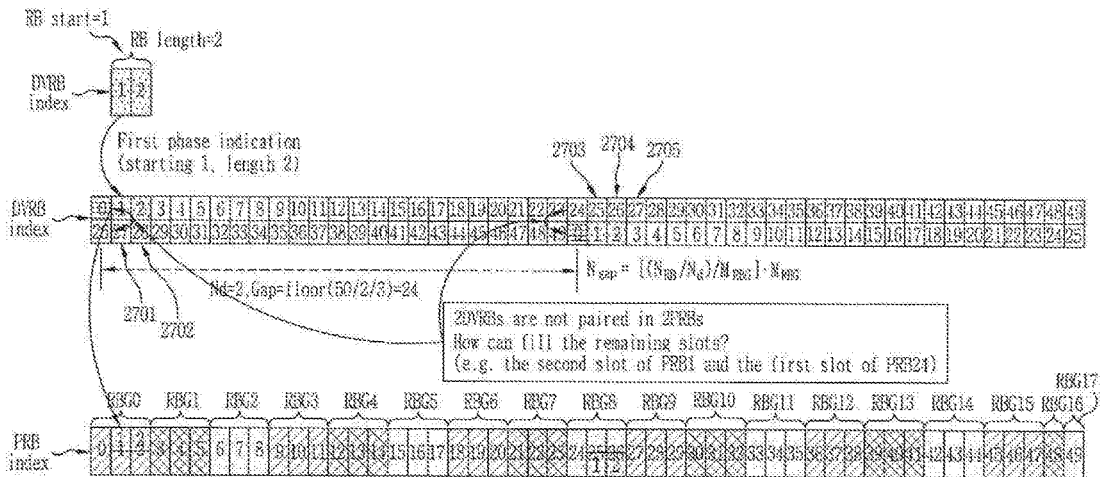 RB start=1
RB length=2
DVRB index
1 2
First phase indication
(starting 1, length 2)
2703 2704 2705
DVRB index
0 1 2 3 4 5 6 7 8 9 10 11 12 13 14 15 16 17 18 19 20 21 22 23 24 25 26 27 28 29 30 31 32 33 34 35 36 37 38 39 40 41 42 43 44 45 46 47 48 49
26 28 29 30 31 32 33 34 35 36 37 38 39 40 41 42 43 44 45 46 47 48 49 0 1 2 3 4 5 6 7 8 9 10 11 12 13 14 15 16 17 18 19 20 21 22 23 24 25
Nd=2,Gap=floor(50/2/3)=24
N_gap = [(N_RB/N_d)/M_RBG]·M_RBG
2701 2702
2DVRBs are not paired in 2PRBs
How can fill the remaining slots?
(e.g. the second slot of PRB1 and the first slot of PRB24)
RBG0 RBG1 RBG2 RBG3 RBG4 RBG5 RBG6 RBG7 RBG8 RBG9 RBG10 RBG11 RBG12 RBG13 RBG14 RBG15 RBG16 RBG17
PRB index
0 1 2 3 4 5 6 7 8 9 10 11 12 13 14 15 16 17 18 19 20 21 22 23 24 25 26 27 28 29 30 31 32 33 34 35 36 37 38 39 40 41 42 43 44 45 46 47 48 49
1 2